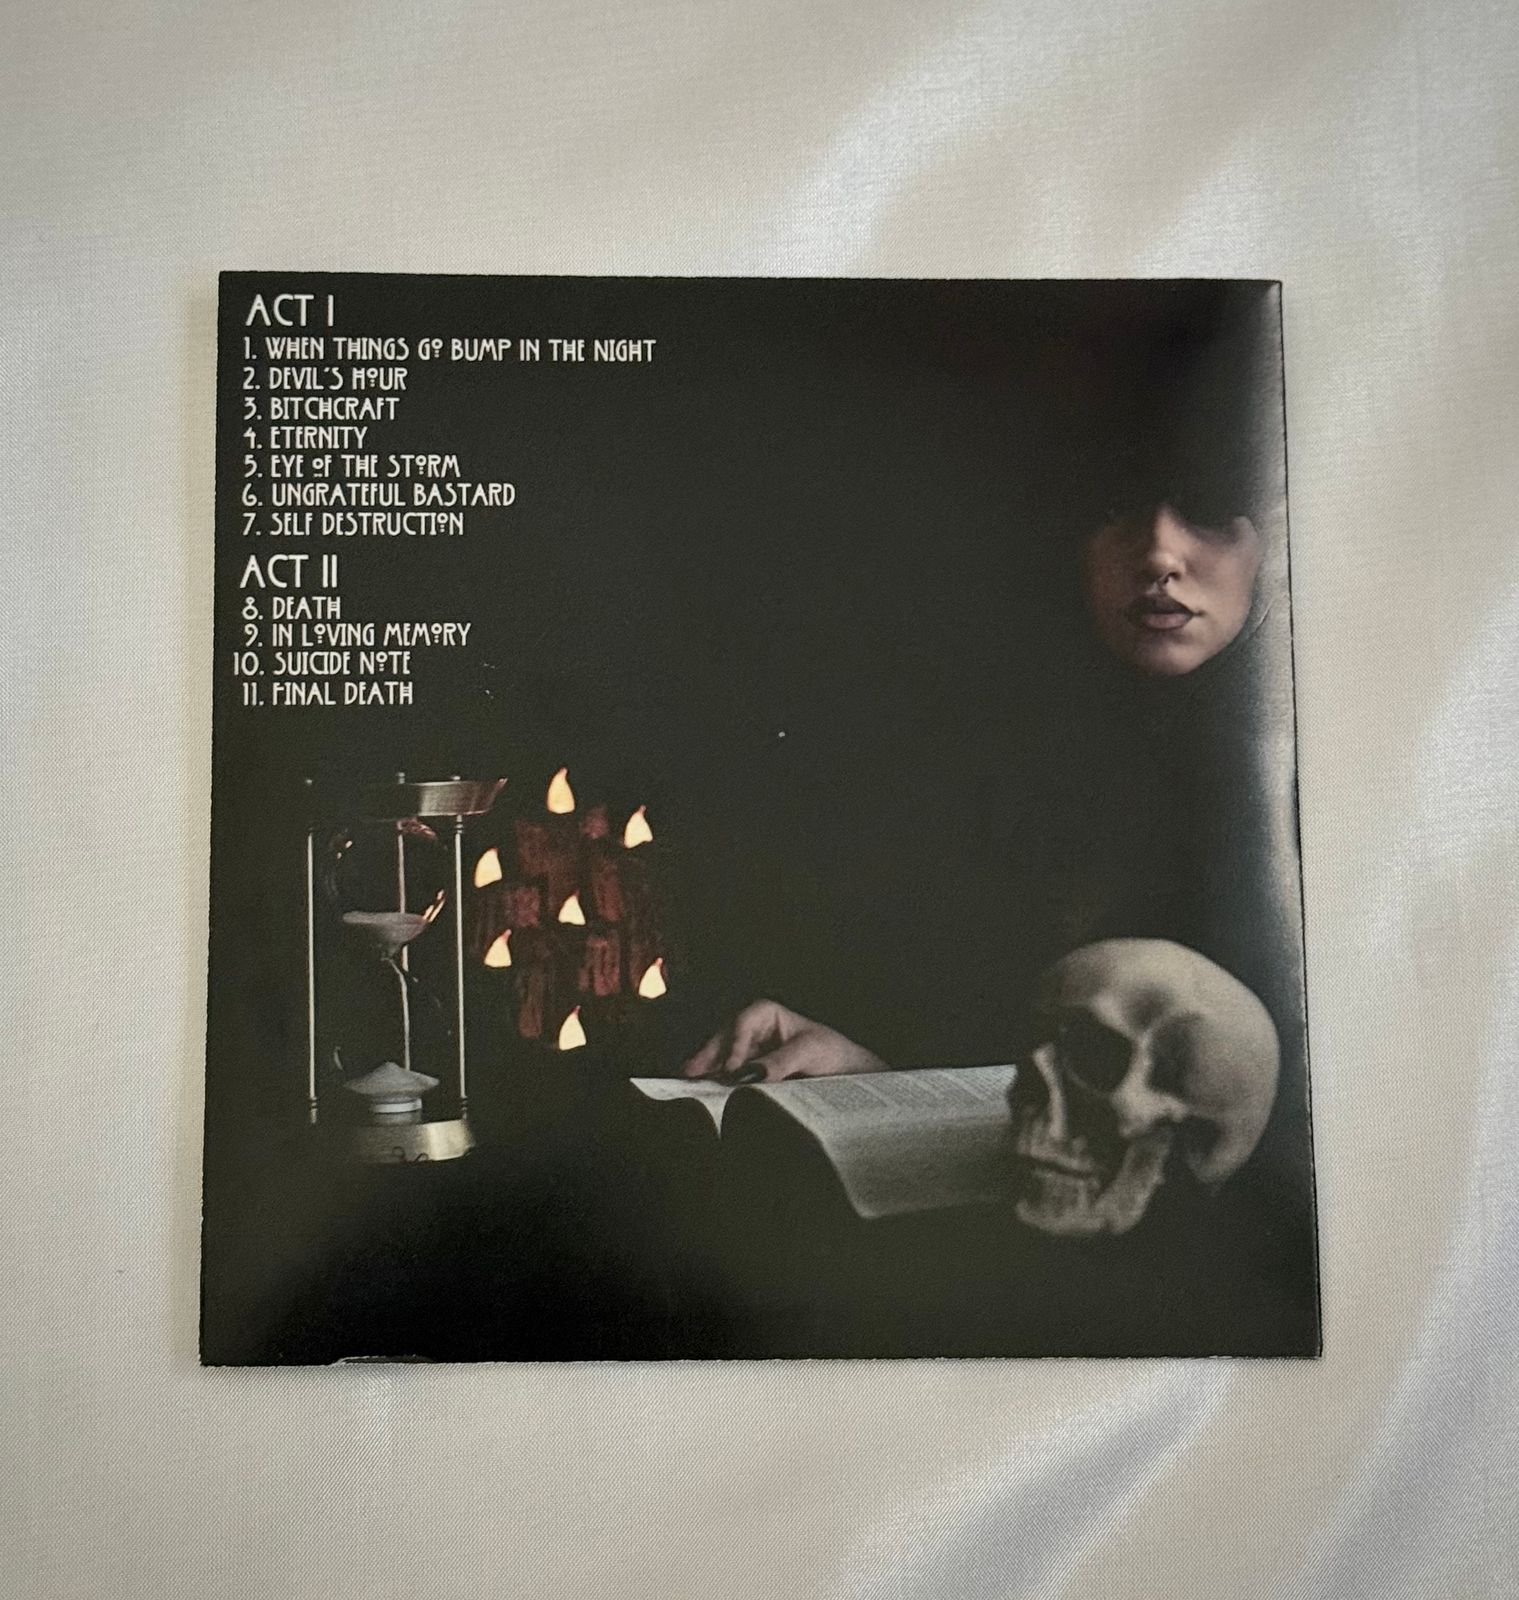 ACT I
1. WHEN THINGS GO BUMP IN THE NIGHT
2. DEVIL'S HOUR
3. BITCHCRAFT
4. ETERNITY
5. EYE OF THE STORM
6. UNGRATEFUL BASTARD
7. SELF DESTRUCTION
ACT II
8. DEATH
9. IN LOVING MEMORY
10. SUICIDE NOTE
11. FINAL DEATH